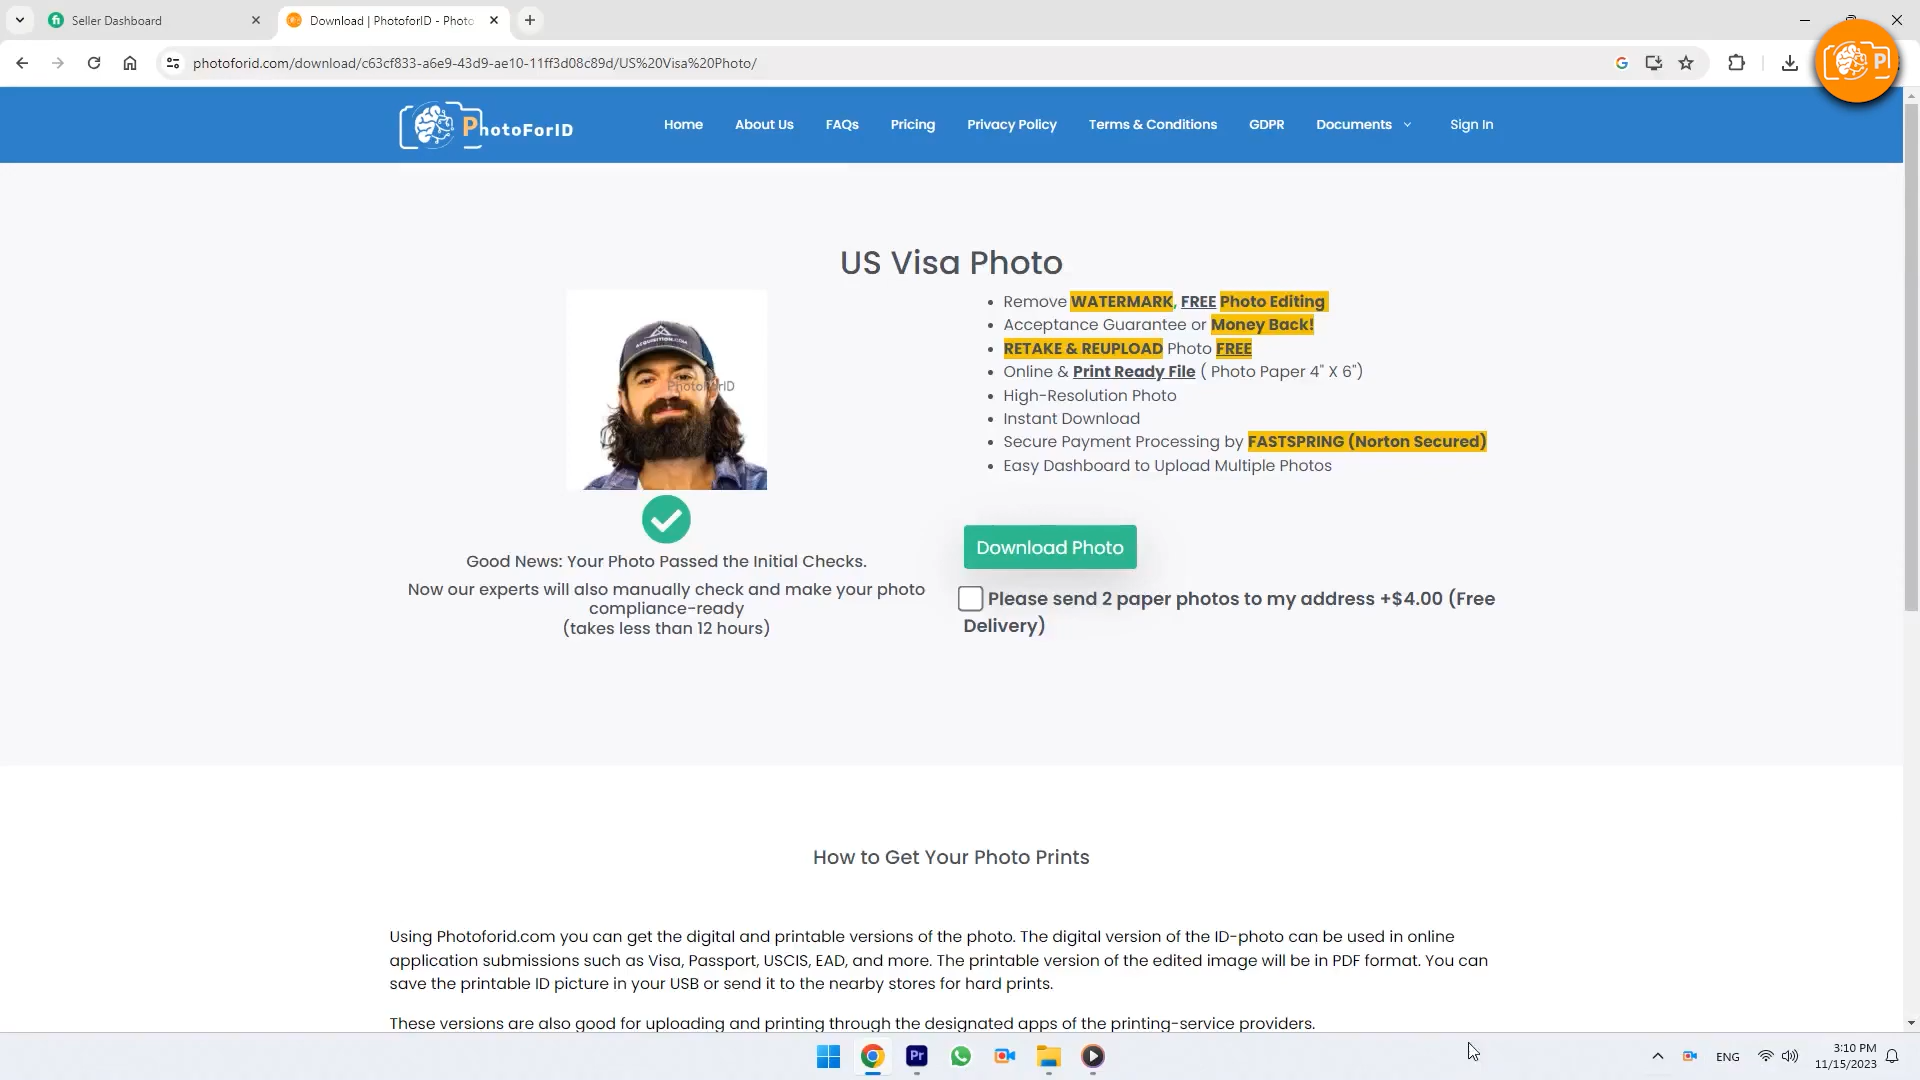 Seller Dashboard
Download | PhotoforID - Photo
photoforid.com/download/c63cf833-a6e9-43d9-ae10-11ff3d08c89d/US%20Visa%20Photo/
P
PhotoForID
Home
About Us
FAQs
Pricing
Privacy Policy
Terms & Conditions
GDPR
Documents
Sign In
US Visa Photo
ACQUISITION.COM
PhotoForID
Good News: Your Photo Passed the Initial Checks.
Now our experts will also manually check and make your photo
compliance-ready
(takes less than 12 hours)
Remove WATERMARK, FREE Photo Editing
Acceptance Guarantee or Money Back!
RETAKE & REUPLOAD Photo FREE
Online & Print Ready File ( Photo Paper 4" X 6")
High-Resolution Photo
Instant Download
Secure Payment Processing by FASTSPRING (Norton Secured)
Easy Dashboard to Upload Multiple Photos
Download Photo
Please send 2 paper photos to my address +$4.00 (Free
Delivery)
How to Get Your Photo Prints
Using Photoforid.com you can get the digital and printable versions of the photo. The digital version of the ID-photo can be used in online
application submissions such as Visa, Passport, USCIS, EAD, and more. The printable version of the edited image will be in PDF format. You can
save the printable ID picture in your USB or send it to the nearby stores for hard prints.
These versions are also good for uploading and printing through the designated apps of the printing-service providers.
Pr
ENG
3:10 PM
11/15/2023